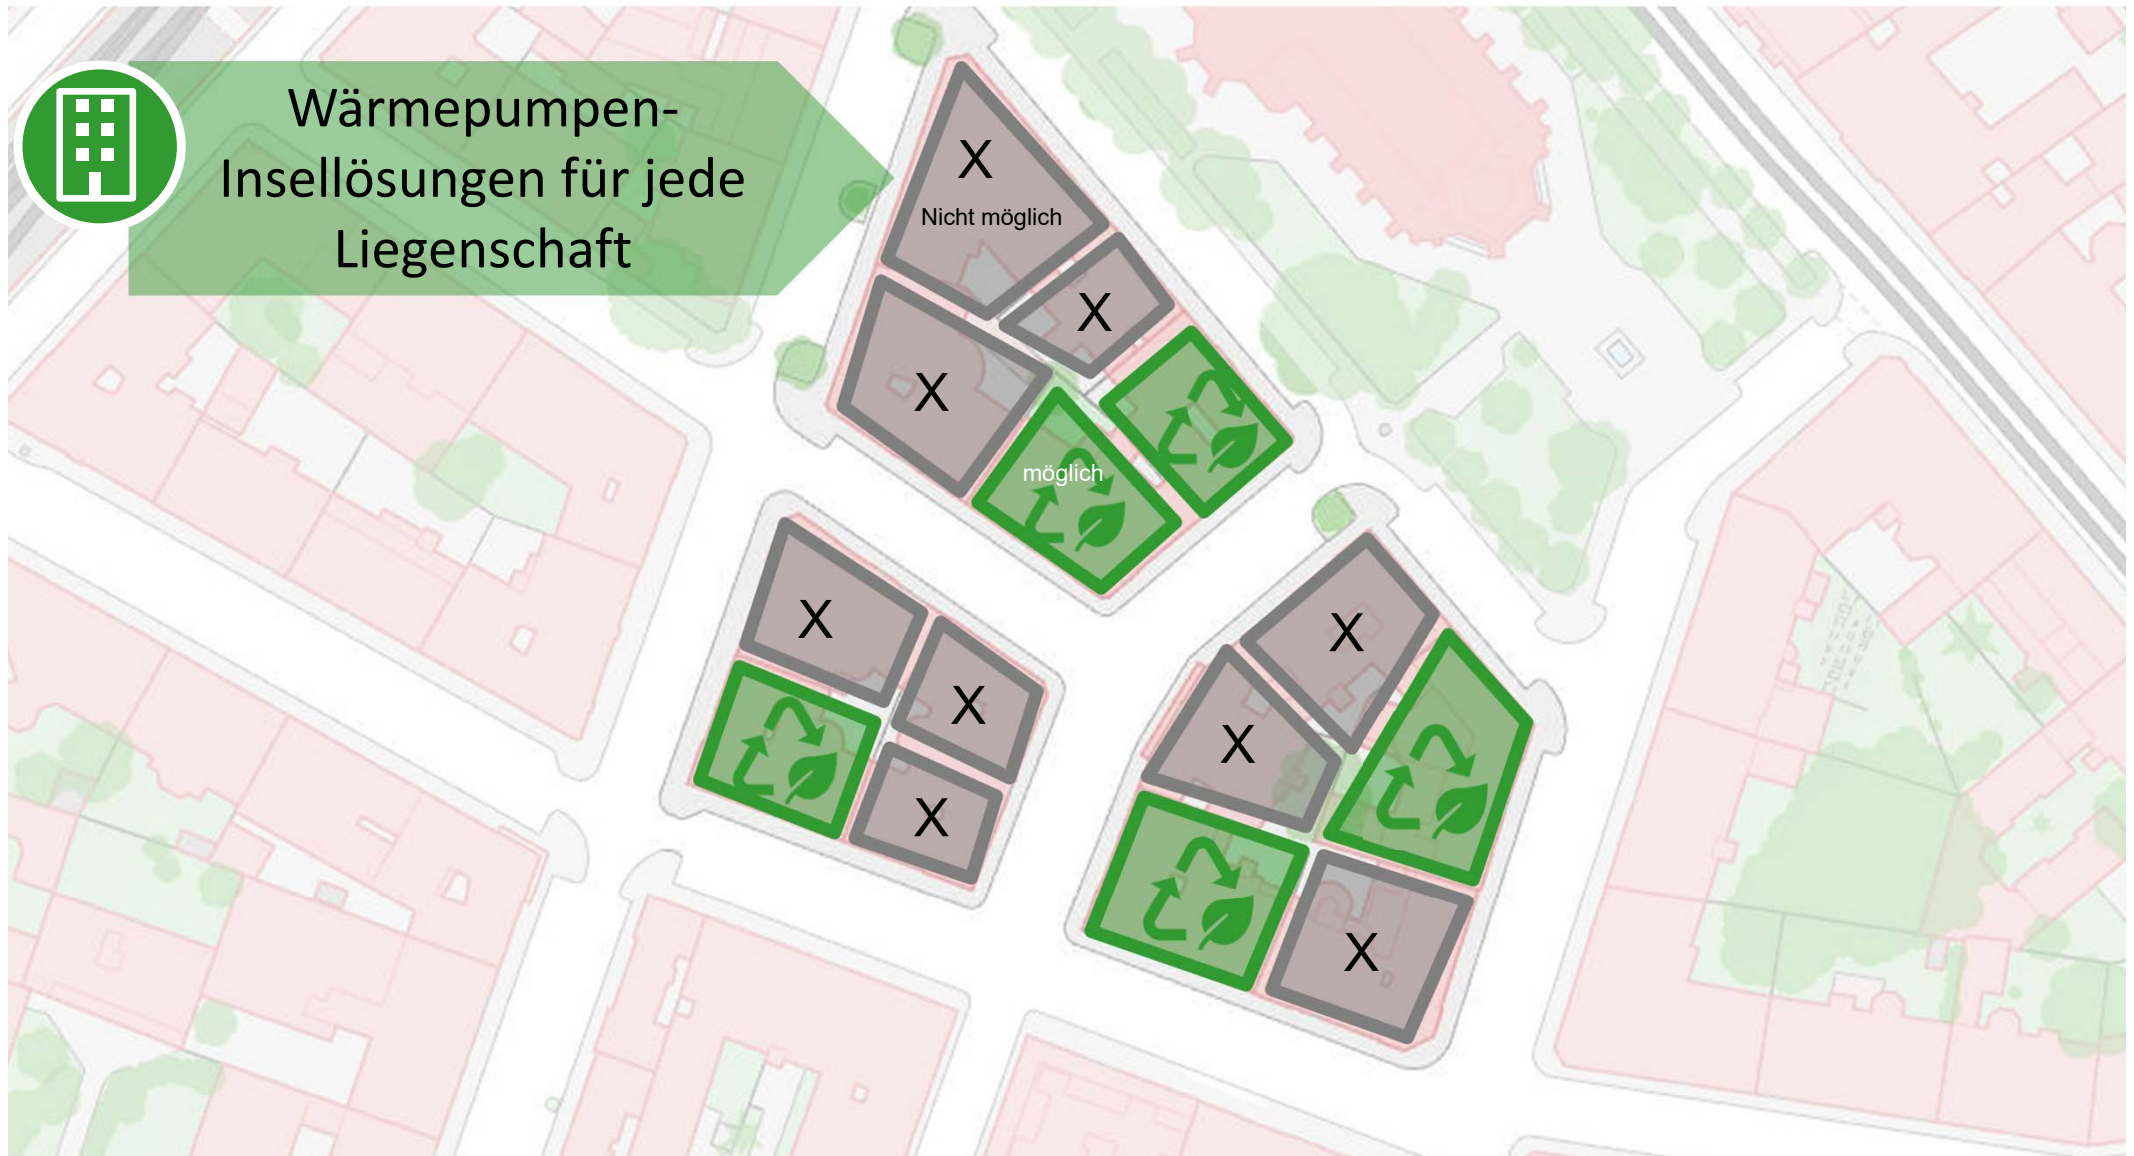 Wärmepumpen-
Insellösungen für jede
Liegenschaft
X
Nicht möglich
X
X
möglich
X
X
X
X
X
X